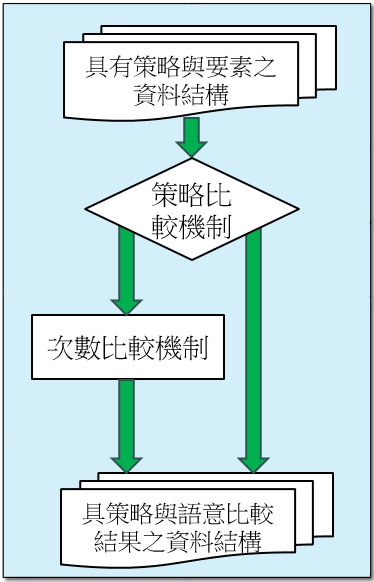 具有策略與要素之
資料結構
策略比
較機制
次數比較機制
具策略與語意比較
結果之資料結構